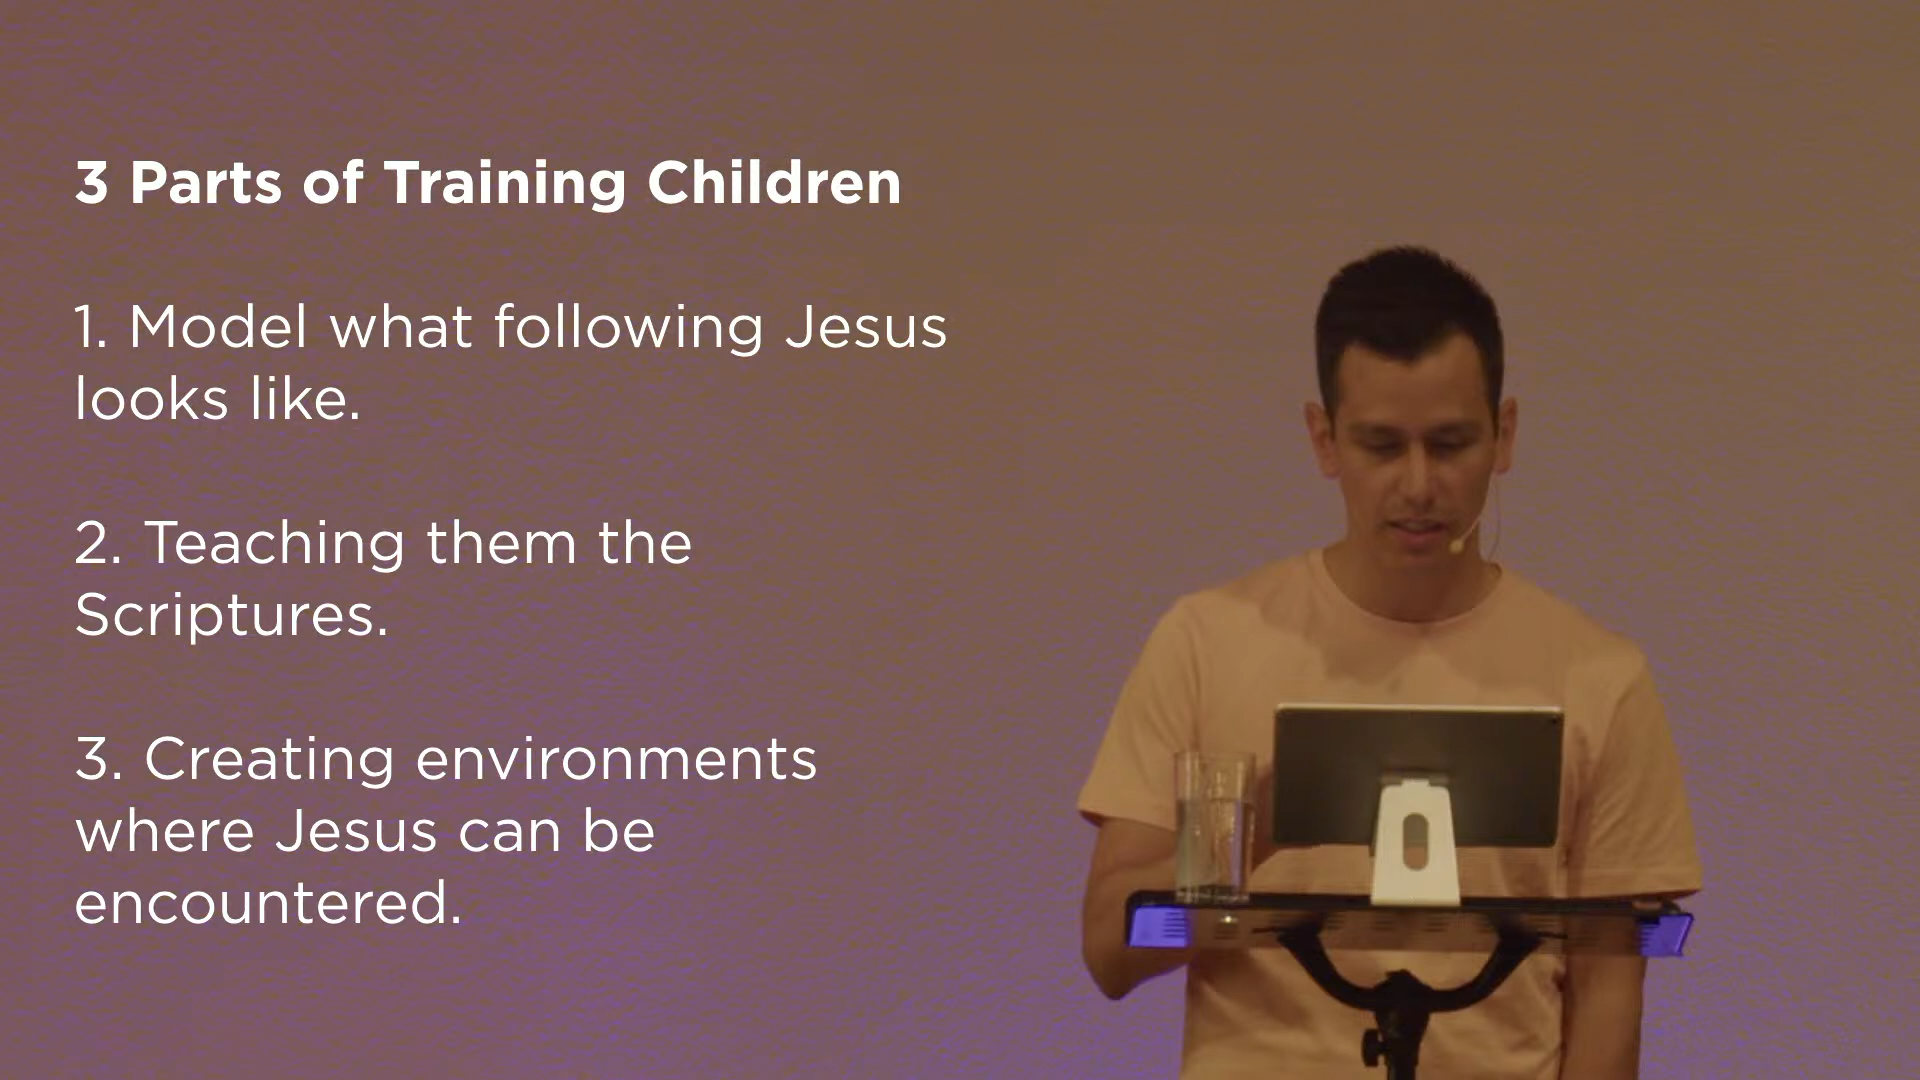 3 Parts of Training Children
1. Model what following Jesus
looks like.
2. Teaching them the
Scriptures.
3. Creating environments
where Jesus can be
encountered.